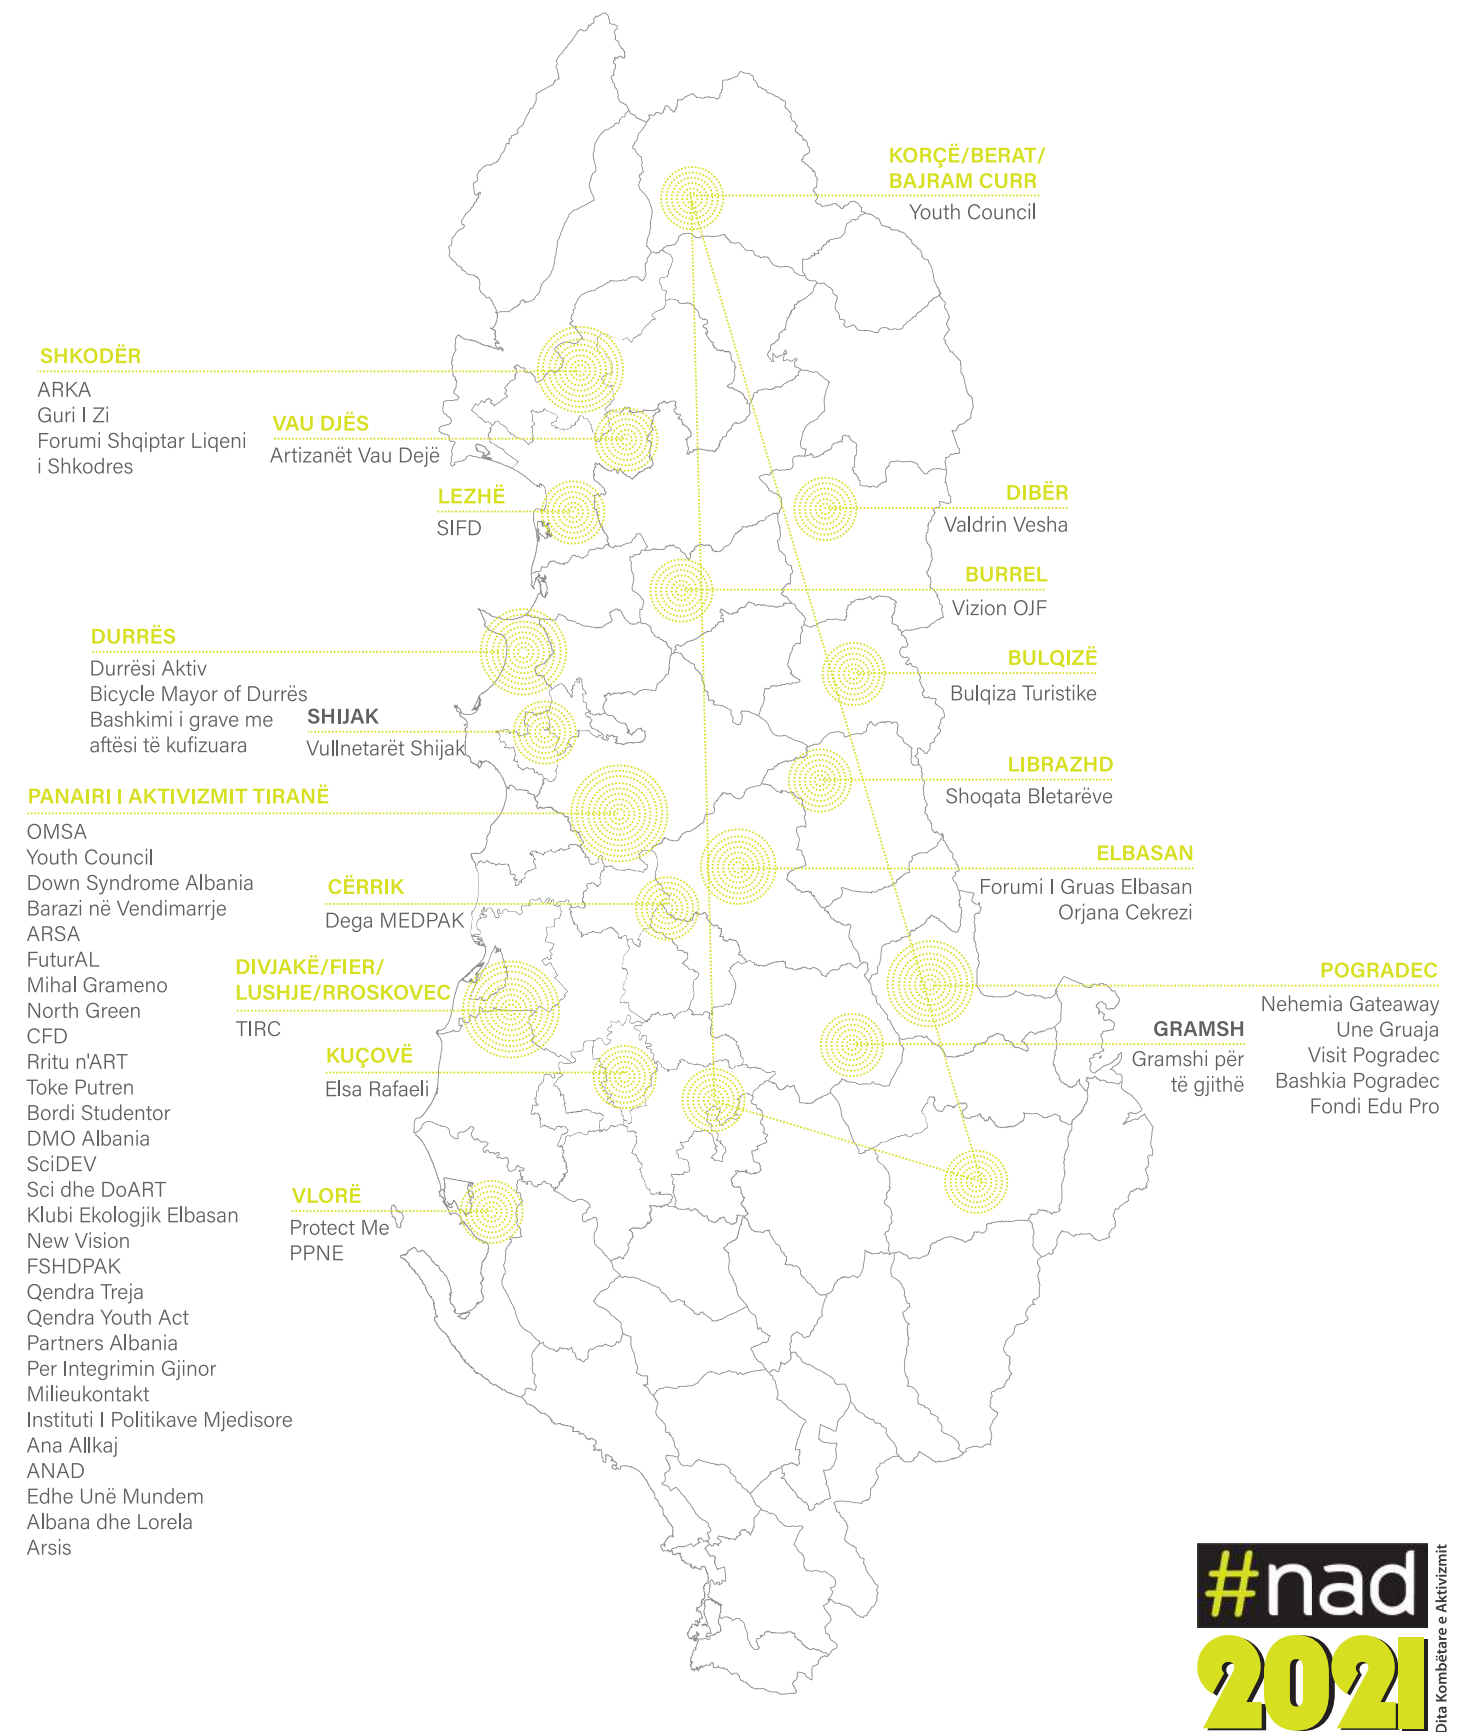 KORÇË/BERAT/
BAJRAM CURR
Youth Council
SHKODËR
ARKA
Guri I Zi
Forumi Shqiptar Liqeni
i Shkodres
VAU DJËS
Artizanët Vau Dejë
LEZHË
SIFD
DIBËR
Valdrin Vesha
BURREL
Vizion OJF
DURRËS
Durrësi Aktiv
Bicycle Mayor of Durrës
Bashkimi i grave me
aftësi të kufizuara
SHIJAK
Vullnetarët Shijak
BULQIZË
Bulqiza Turistike
LIBRAZHD
Shoqata Bletarëve
PANAIRI I AKTIVIZMIT TIRANË
OMSA
Youth Council
Down Syndrome Albania
Barazi në Vendimarrje
ARSA
FuturAL
Mihal Grameno
North Green
CFD
Rritu n'ART
Toke Putren
Bordi Studentor
DMO Albania
SciDEV
Sci dhe DoART
Klubi Ekologjik Elbasan
New Vision
FSHDPAK
Qendra Treja
Qendra Youth Act
Partners Albania
Per Integrimin Gjinor
Milieukontakt
Instituti I Politikave Mjedisore
Ana Allkaj
ANAD
Edhe Unë Mundem
Albana dhe Lorela
Arsis
ELBASAN
Forumi I Gruas Elbasan
Orjana Cekrezi
CËRRIK
Dega MEDPAK
DIVJAKË/FIER/
LUSHJE/RROSKOVEC
TIRC
POGRADEC
Nehemia Gateaway
Une Gruaja
Visit Pogradec
Bashkia Pogradec
Fondi Edu Pro
GRAMSH
Gramshi për
të gjithë
KUÇOVË
Elsa Rafaeli
VLORË
Protect Me
PPNE
#nad
2021
Dita Kombëtare e Aktivizmit